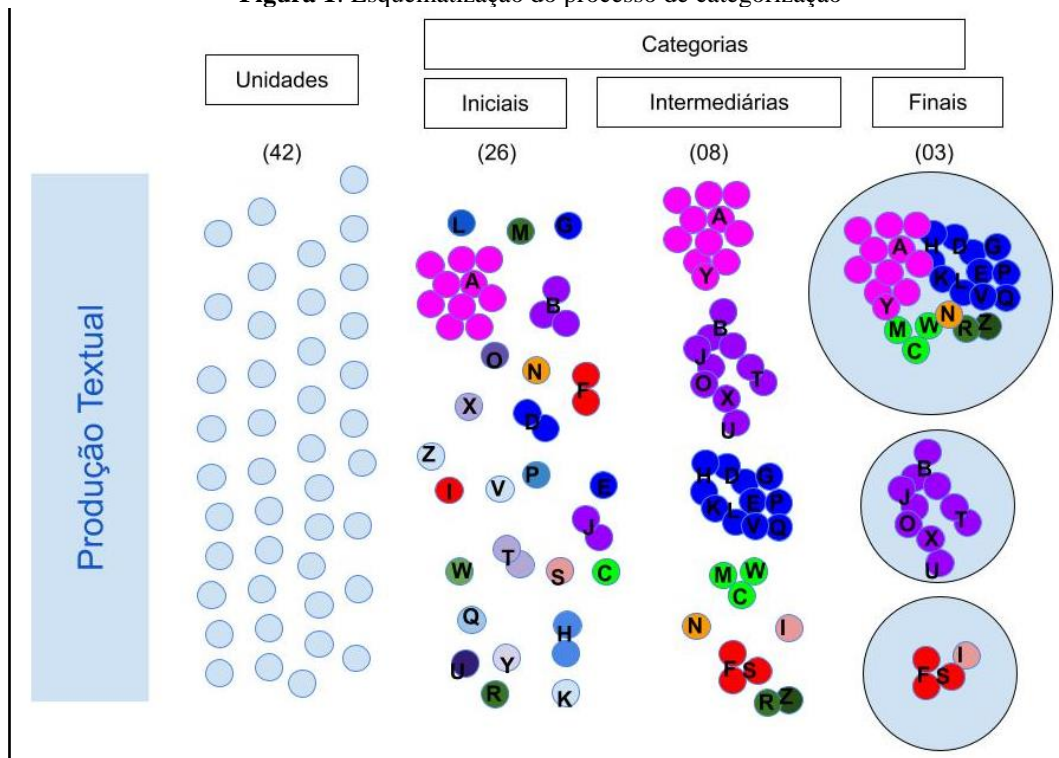 Figura 1. Esquematização do processo de categorização
Categorias
Unidades
Iniciais
Intermediárias
Finais
(42)
(26)
(08)
(03)
Produção Textual
L M G
A
B
O N F
X D
Z
I V P E
J
T
W S C
Q H
U Y
R K
A
Y
B
J
O T
X
U
H D G
E P
K L V Q
M W
C
N I
F S
R Z
A H D G
E P
K L V Q
Y N
M W R Z
C
B
J
O T
X
U
I
F S